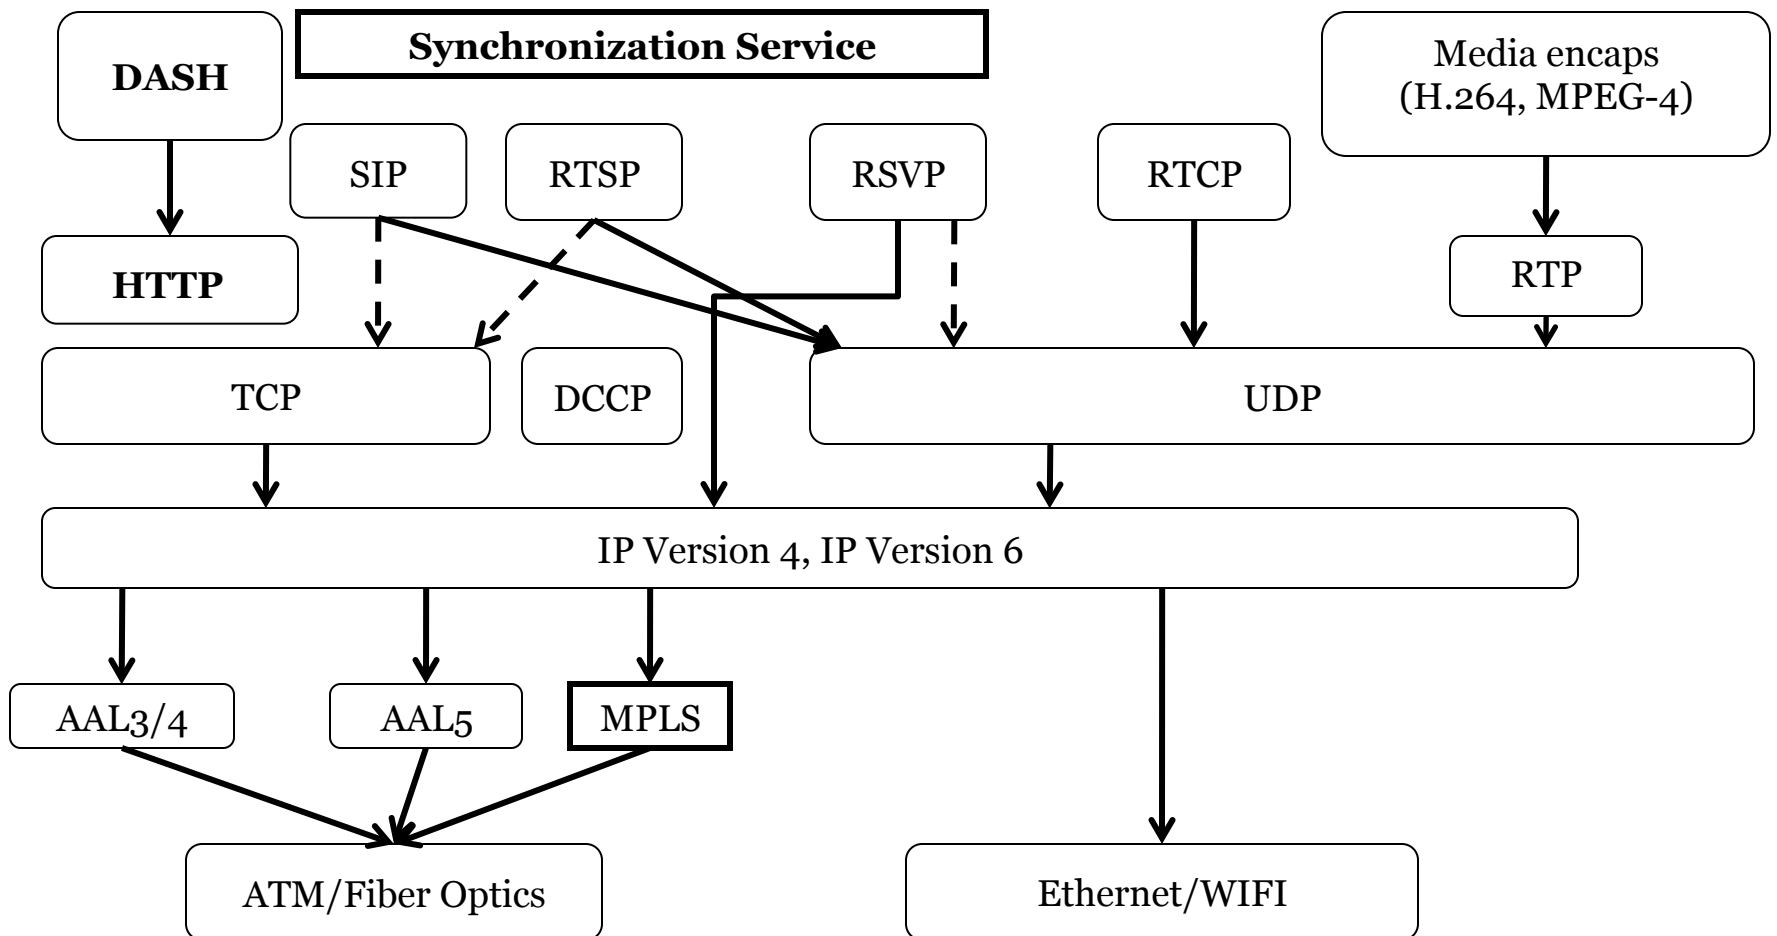 DASH
Synchronization Service
Media encaps
(H.264, MPEG-4)
SIP
RTSP
RSVP
RTCP
HTTP
RTP
TCP
DCCP
UDP
IP Version 4, IP Version 6
AAL3/4
AAL5
MPLS
ATM/Fiber Optics
Ethernet/WIFI